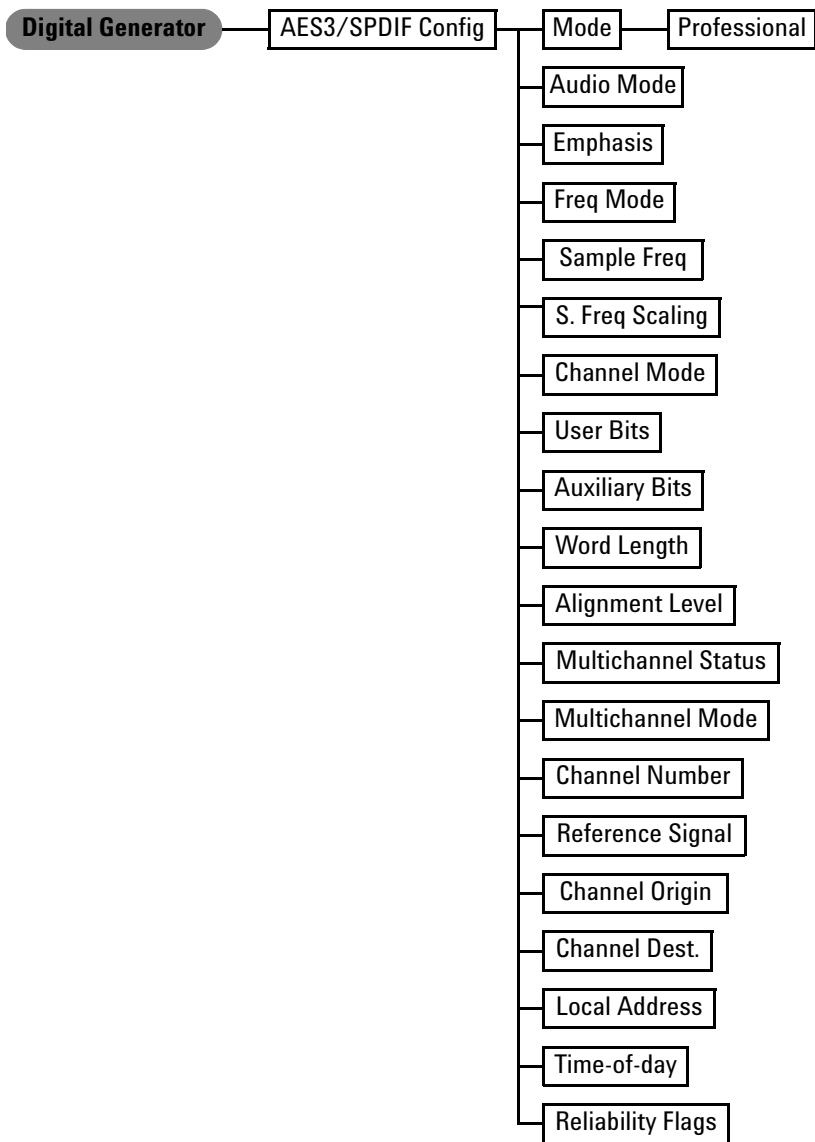 Digital Generator AES3/SPDIF Config Mode Professional
Audio Mode
Emphasis
Freq Mode
Sample Freq
S. Freq Scaling
Channel Mode
User Bits
Auxiliary Bits
Word Length
Alignment Level
Multichannel Status
Multichannel Mode
Channel Number
Reference Signal
Channel Origin
Channel Dest.
Local Address
Time-of-day
Reliability Flags